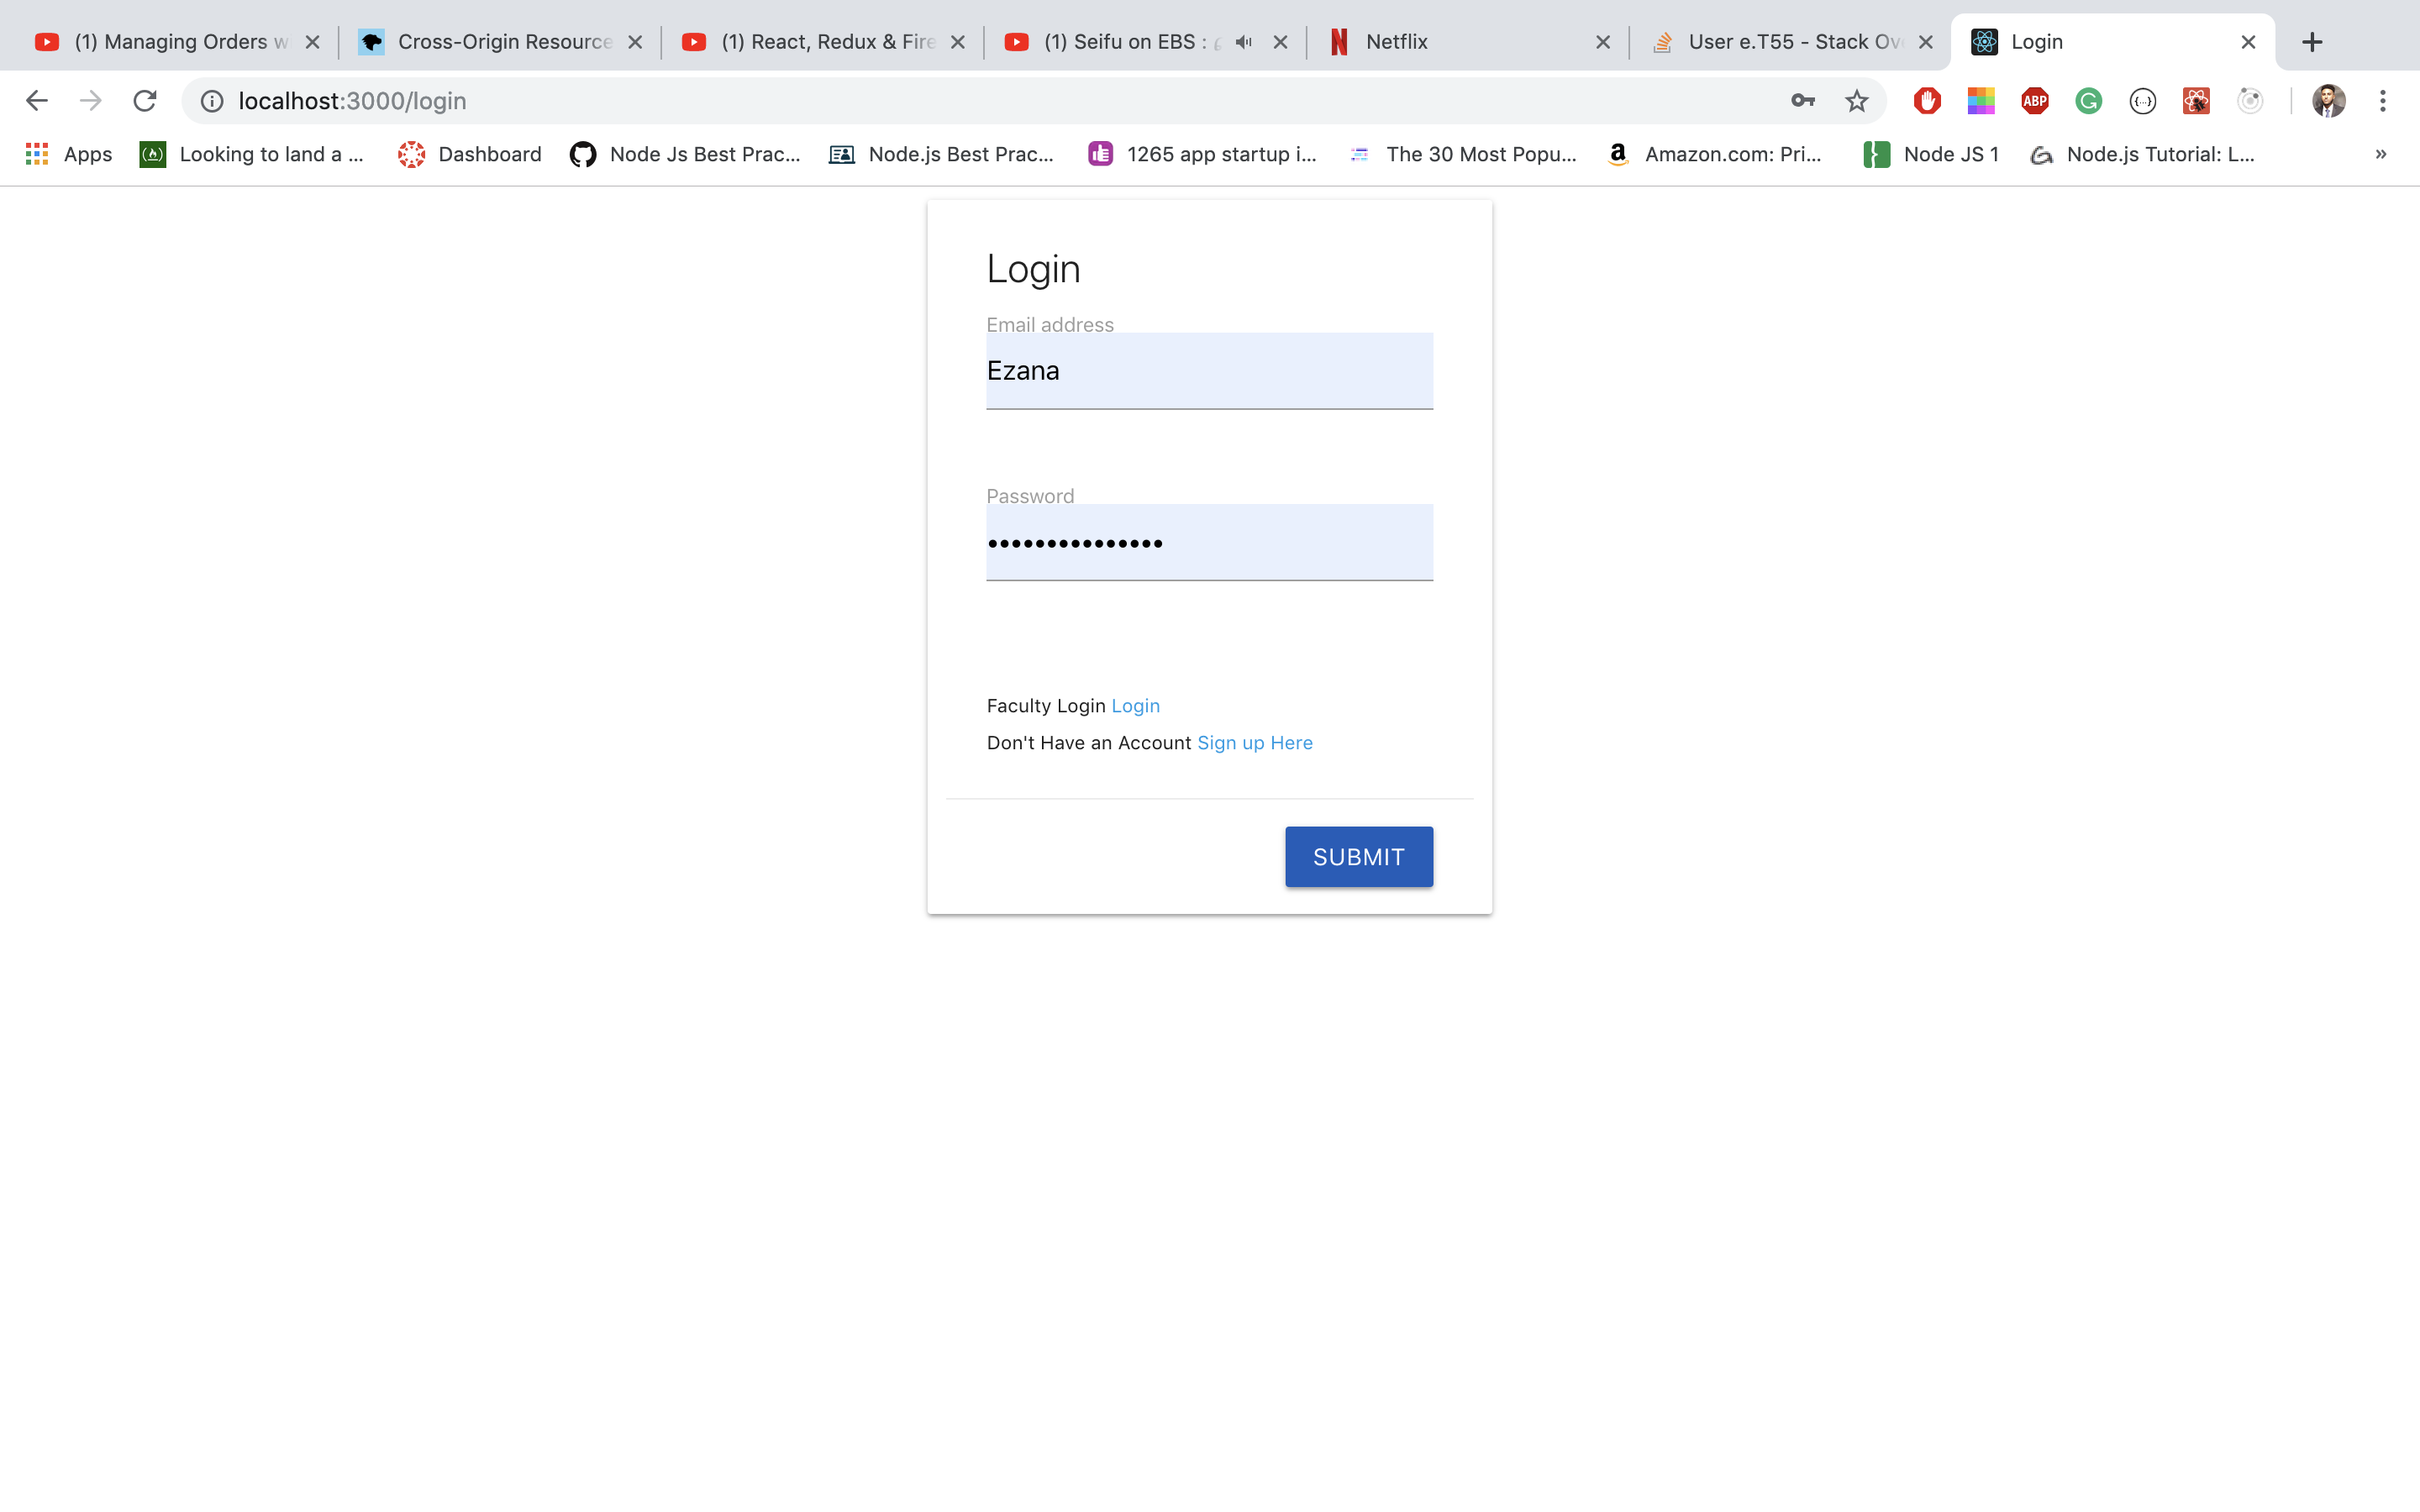 (1) Managing Orders w
Cross-Origin Resource
(1) React, Redux & Fire
(1) Seifu on EBS :
Netflix
User e.T55 - Stack Ov
Login
localhost:3000/login
ABP
Apps
Looking to land a ...
Dashboard
Node Js Best Prac...
Node.js Best Prac...
1265 app startup i...
The 30 Most Popu...
Amazon.com: Pri...
Node JS 1
Node.js Tutorial: L...
»
Login
Email address
Ezana
Password
Faculty Login Login
Don't Have an Account Sign up Here
SUBMIT